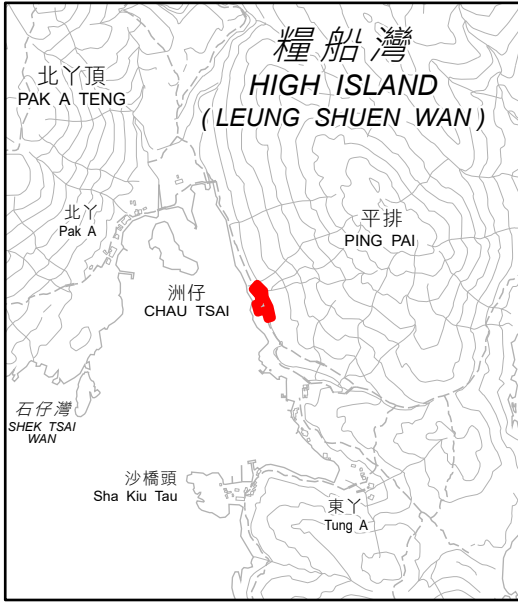 糧船灣
HIGH ISLAND
(LEUNG SHUEN WAN)
北丫頂
PAK A TENG
北丫
Pak A
平排
PING PAI
洲仔
CHAU TSAI
石仔灣
SHEK TSAI
WAN
沙橋頭
Sha Kiu Tau
東丫
Tung A